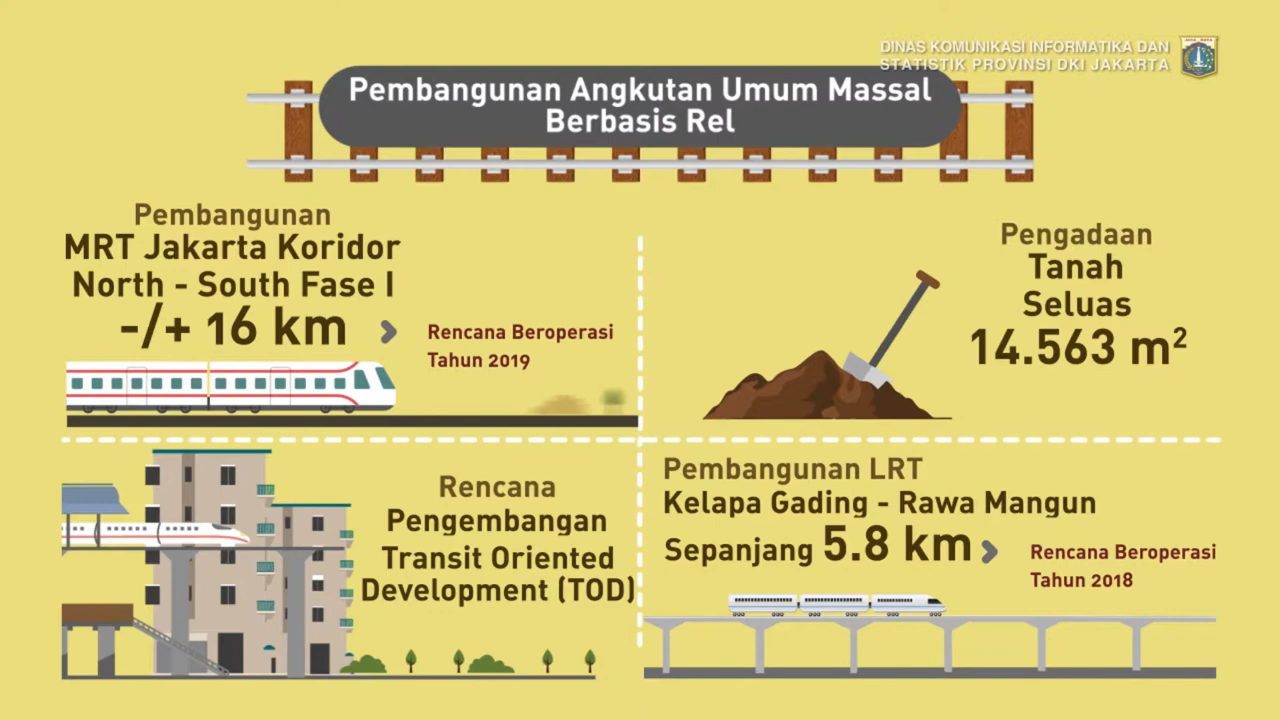 DINAS KOMUNIKASI INFORMATIKA DAN
STATISTIK PROVINSI DKI JAKARTA
Pembangunan Angkutan Umum Massal
Berbasis Rel
Pembangunan
MRT Jakarta Koridor
North - South Fase I
-/+ 16 km
Rencana Beroperasi
Tahun 2019
Pengadaan
Tanah
Seluas
14.563 m²
Rencana
Pengembangan
Transit Oriented
Development (TOD)
Pembangunan LRT
Kelapa Gading - Rawa Mangun
Sepanjang 5.8 km
Rencana Beroperasi
Tahun 2018